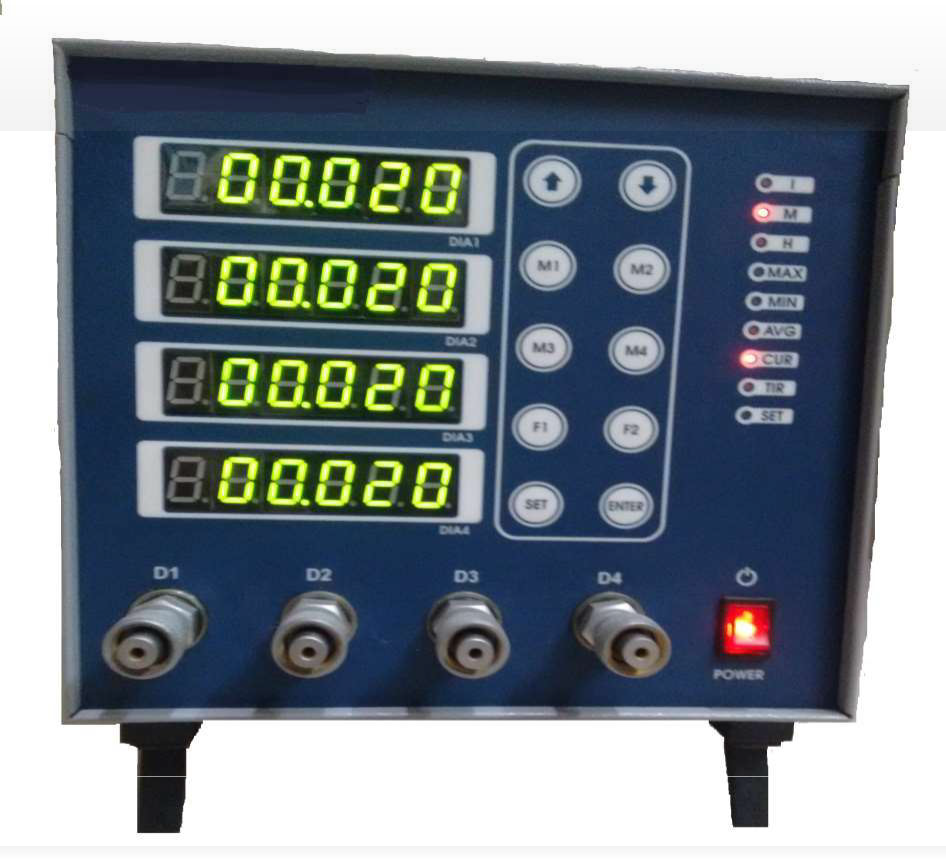 00.020
DIA1
00.020
DIA2
00.020
DIA3
00.020
DIA4
M1 M2
M3 M4
F1 F2
SET ENTER
I
M
H
MAX
MIN
AVG
CUR
TIR
SET
D1 D2 D3 D4
POWER